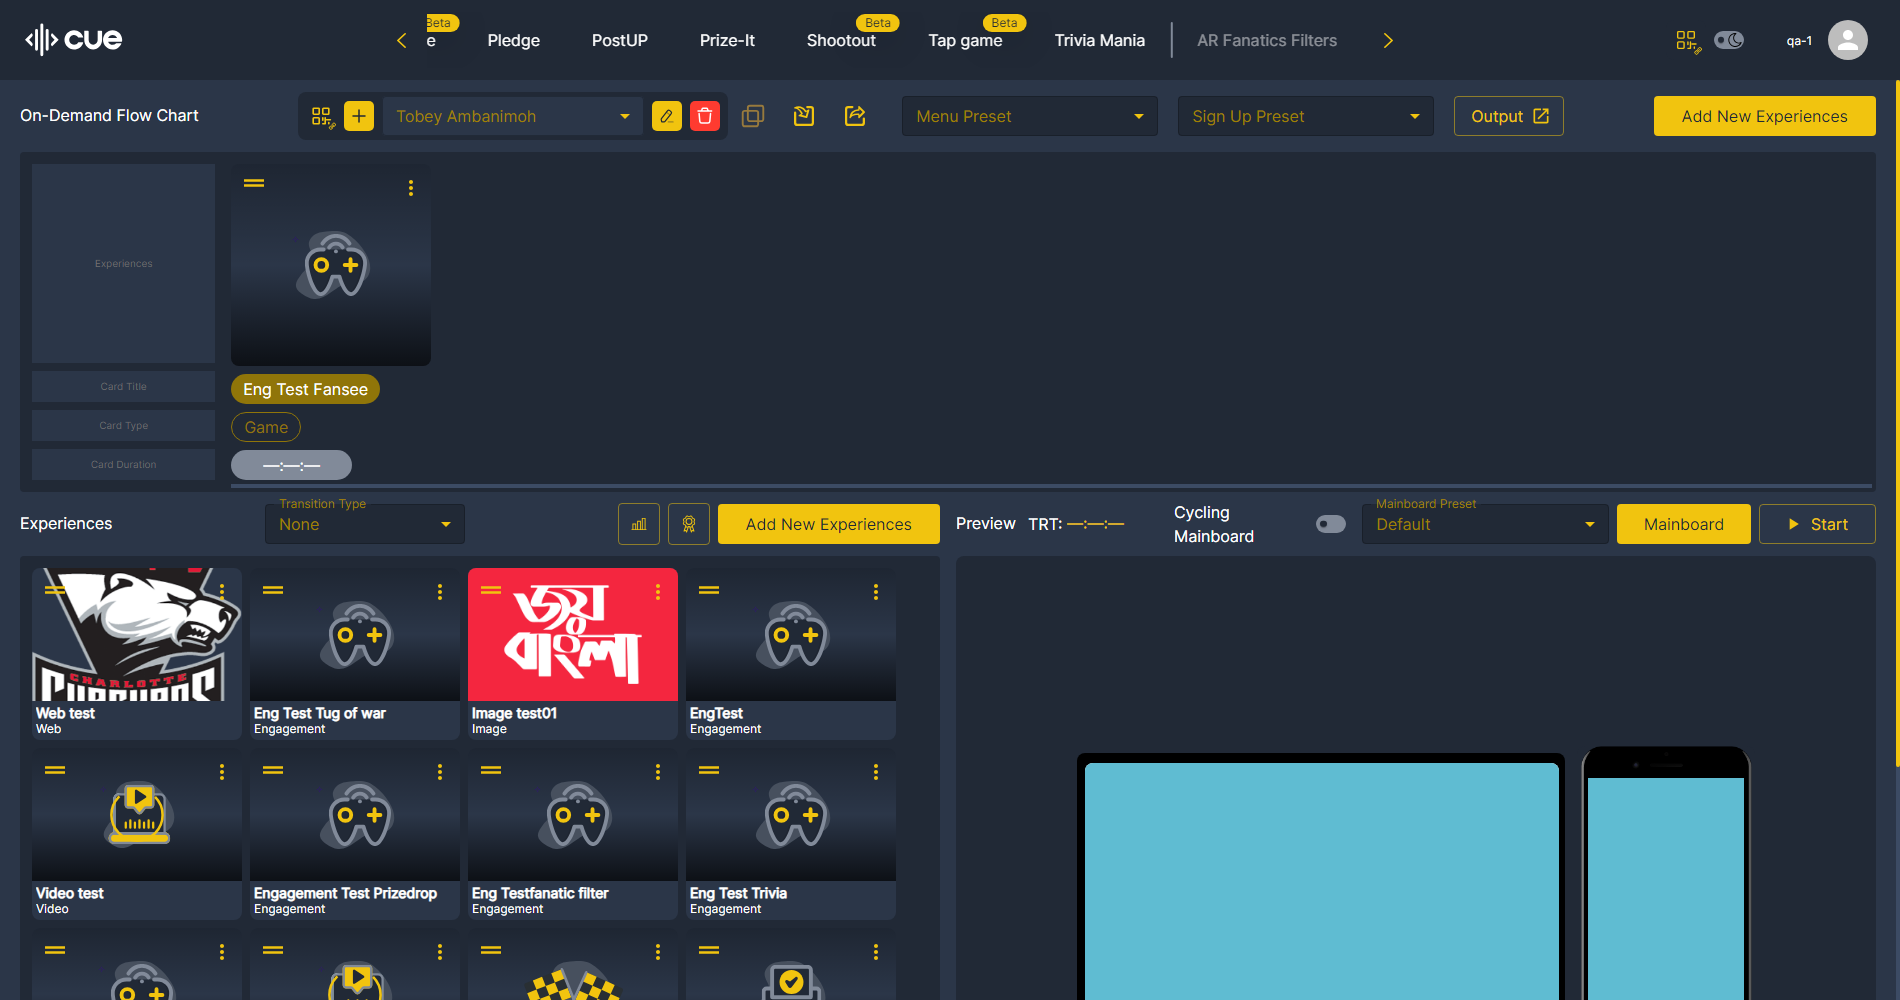 cue
e
Beta
Pledge
PostUP
Prize-It
Shootout
Beta
Tap game
Beta
Trivia Mania
AR Fanatics Filters
qa-1
On-Demand Flow Chart
Tobey Ambanimoh
Menu Preset
Sign Up Preset
Output
Add New Experiences
Experiences
Card Title
Card Type
Card Duration
Eng Test Fansee
Game
—:—:—
Experiences
Transition Type
None
Add New Experiences
Preview
TRT: —:—:—
Cycling
Mainboard
Mainboard Preset
Default
Mainboard
Start
CHARLOTTE
Web test
Web
Eng Test Tug of war
Engagement
জয়
বাংলা
Image test01
Image
EngTest
Engagement
Video test
Video
Engagement Test Prizedrop
Engagement
Eng Testfanatic filter
Engagement
Eng Test Trivia
Engagement